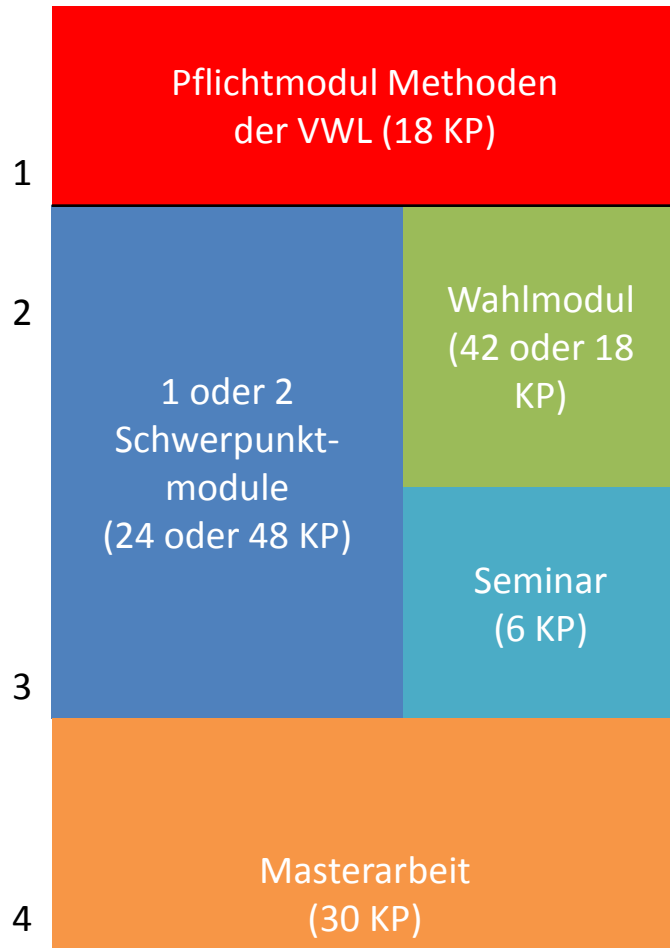 Pflichtmodul Methoden
der VWL (18 KP)
1
2
Wahlmodul
(42 oder 18
KP)
1 oder 2
Schwerpunkt-
module
(24 oder 48 KP)
Seminar
(6 KP)
3
Masterarbeit
(30 KP)
4